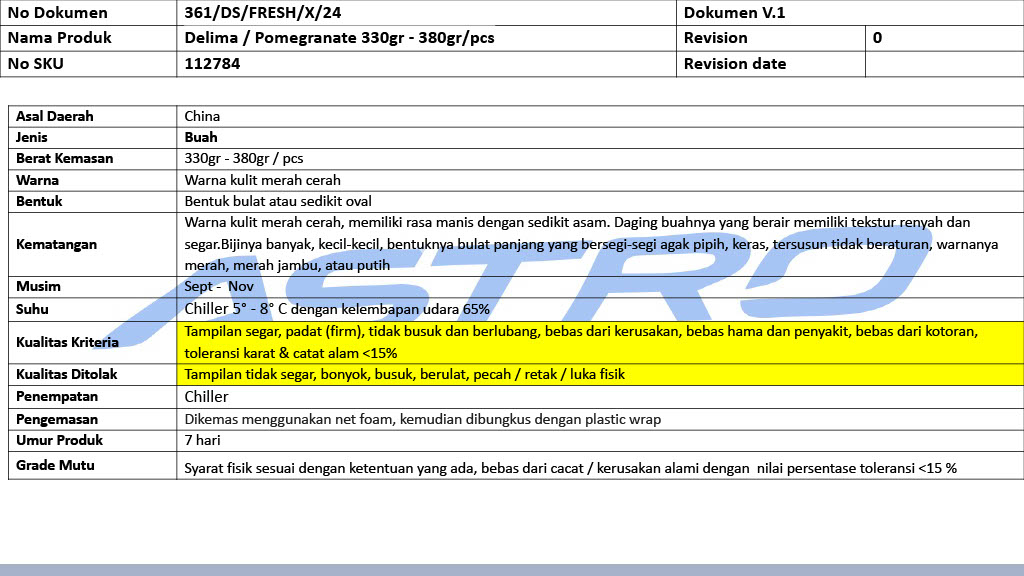 No Dokumen 361/DS/FRESH/X/24 Dokumen V.1
Nama Produk Delima / Pomegranate 330gr - 380gr/pcs Revision 0
No SKU 112784 Revision date
Asal Daerah China
Jenis Buah
Berat Kemasan 330gr - 380gr / pcs
Warna Warna kulit merah cerah
Bentuk Bentuk bulat atau sedikit oval
Kematangan Warna kulit merah cerah, memiliki rasa manis dengan sedikit asam. Daging buahnya yang berair memiliki tekstur renyah dan
segar.Bijinya banyak, kecil-kecil, bentuknya bulat panjang yang bersegi-segi agak pipih, keras, tersusun tidak beraturan, warnanya
merah, merah jambu, atau putih
Musim Sept - Nov
Suhu Chiller 5° - 8° C dengan kelembapan udara 65%
Kualitas Kriteria Tampilan segar, padat (firm), tidak busuk dan berlubang, bebas dari kerusakan, bebas hama dan penyakit, bebas dari kotoran,
toleransi karat & catat alam <15%
Kualitas Ditolak Tampilan tidak segar, bonyok, busuk, berulat, pecah / retak / luka fisik
Penempatan Chiller
Pengemasan Dikemas menggunakan net foam, kemudian dibungkus dengan plastic wrap
Umur Produk 7 hari
Grade Mutu Syarat fisik sesuai dengan ketentuan yang ada, bebas dari cacat / kerusakan alami dengan nilai persentase toleransi <15 %
ASTRO